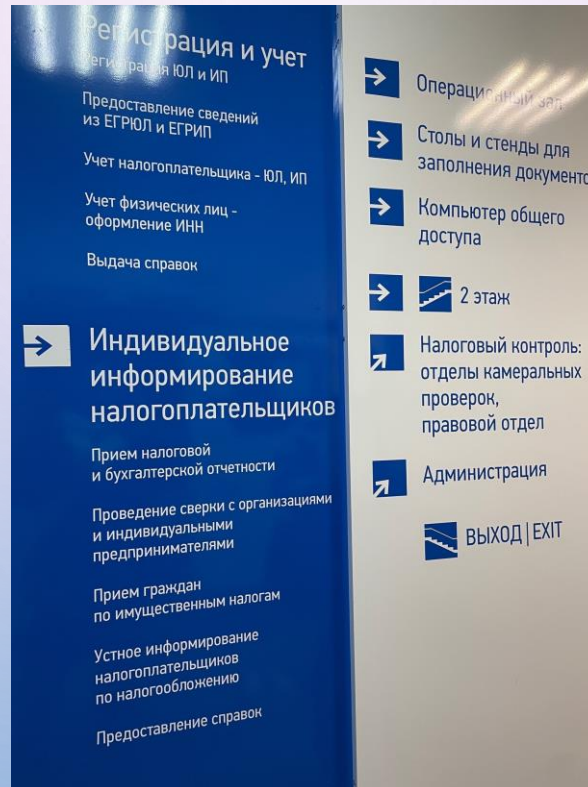 Регистрация и учет
Регистрация ЮЛ и ИП
Предоставление сведений
из ЕГРЮЛ и ЕГРИП
Учет налогоплательщика - ЮЛ, ИП
Учет физических лиц -
оформление ИНН
Выдача справок
Индивидуальное
информирование
налогоплательщиков
Прием налоговой
и бухгалтерской отчетности
Проведение сверки с организациями
и индивидуальными
предпринимателями
Прием граждан
по имущественным налогам
Устное информирование
налогоплательщиков
по налогообложению
Предоставление справок
Операционный зал
Столы и стенды для
заполнения документо
Компьютер общего
доступа
2 этаж
Налоговый контроль:
отделы камеральных
проверок,
правовой отдел
Администрация
ВЫХОД | EXIT